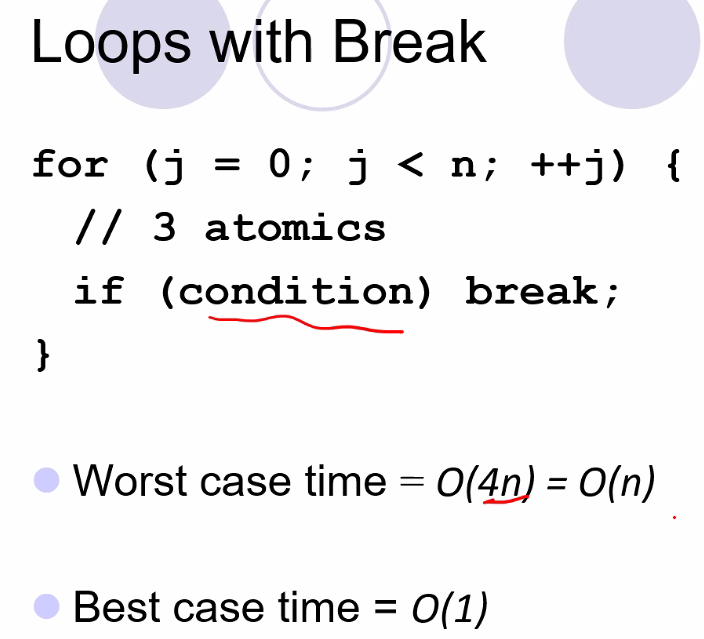 Loops with Break
for (j = 0; j < n; ++j) {
// 3 atomics
if (condition) break;
}
Worst case time = O(4n) = O(n)
Best case time = O(1)